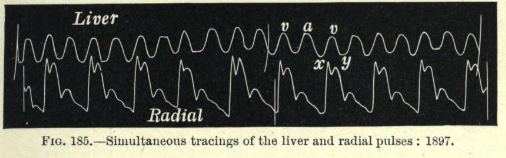 Liver
v a v
x y
Radial
FIG. 185.—Simultaneous tracings of the liver and radial pulses : 1897.